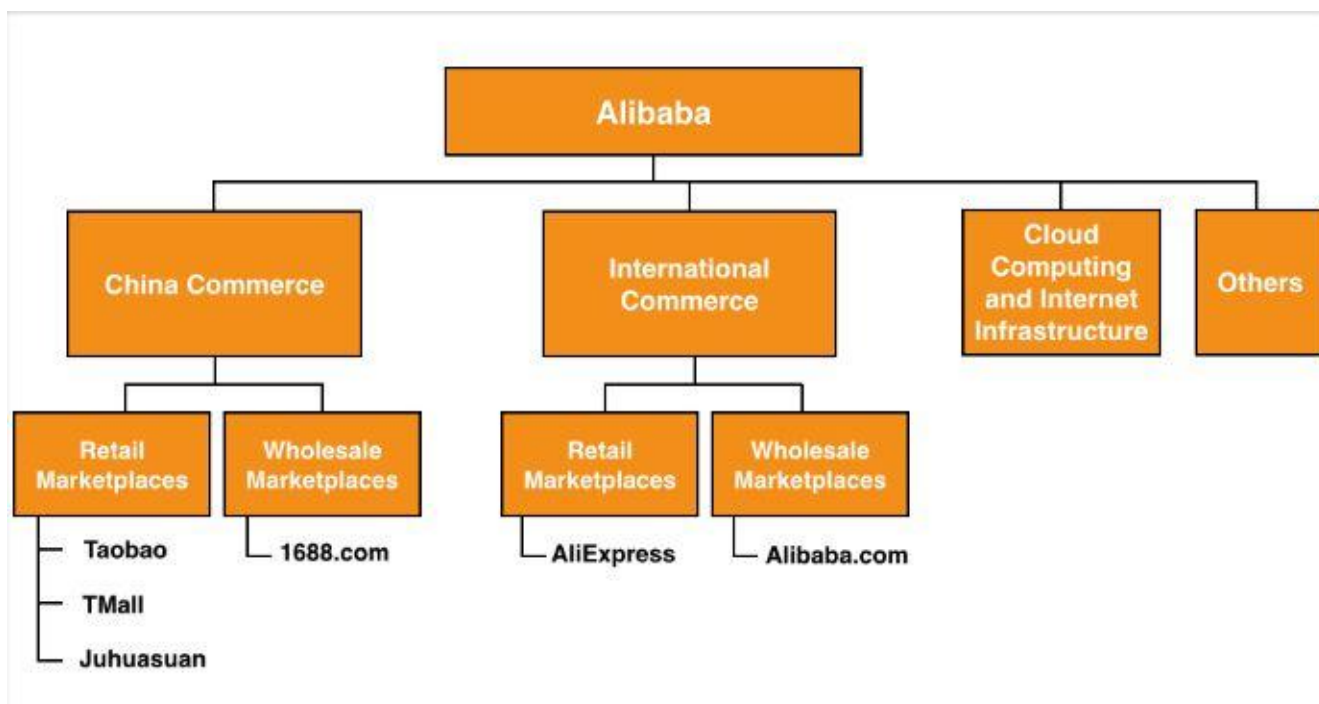 Alibaba
China Commerce
International
Commerce
Cloud
Computing
and Internet
Infrastructure
Others
Retail
Marketplaces
Wholesale
Marketplaces
Retail
Marketplaces
Wholesale
Marketplaces
Taobao
TMall
Juhuasuan
1688.com
AliExpress
Alibaba.com